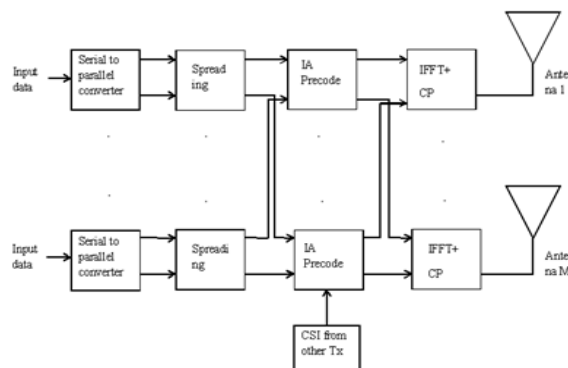 Input
data
Serial to
parallel
converter
Spread
ing
IA
Precode
IFFT+
CP
Ante
na 1
Input
data
Serial to
parallel
converter
Spreadi
ng
IA
Precode
IFFT+
CP
Ante
na M
CSI from
other Tx